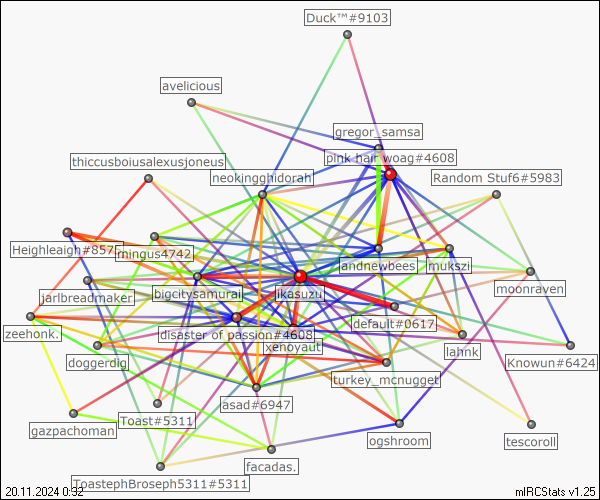 Duck™#9103
avelicious
gregor_samsa
pink hair woag#4608
thiccusboiusalexusjoneus
neokingghidorah
Random Stuf6#5983
Heighleaigh#857
mingus4742
andnewbees
mukszi
moonraven
jarlbreadmaker
bigcitysamurai
ikasuzu
default#0617
zeehonk.
disaster of passion#4608
xenoyaut
lahnk
Knowun#6424
doggerdig
turkey_mcnugget
Toast#5311
asad#6947
gazpachoman
ogshroom
tescoroll
facadas.
ToastephBroseph5311#5311
20.11.2024 0:32
mIRCStats v1.25